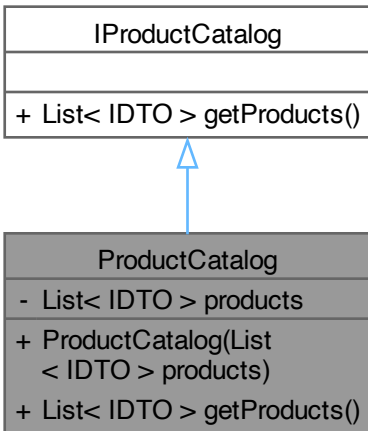 IProductCatalog
+ List< IDTO > getProducts()
ProductCatalog
- List< IDTO > products
+ ProductCatalog(List
< IDTO > products)
+ List< IDTO > getProducts()